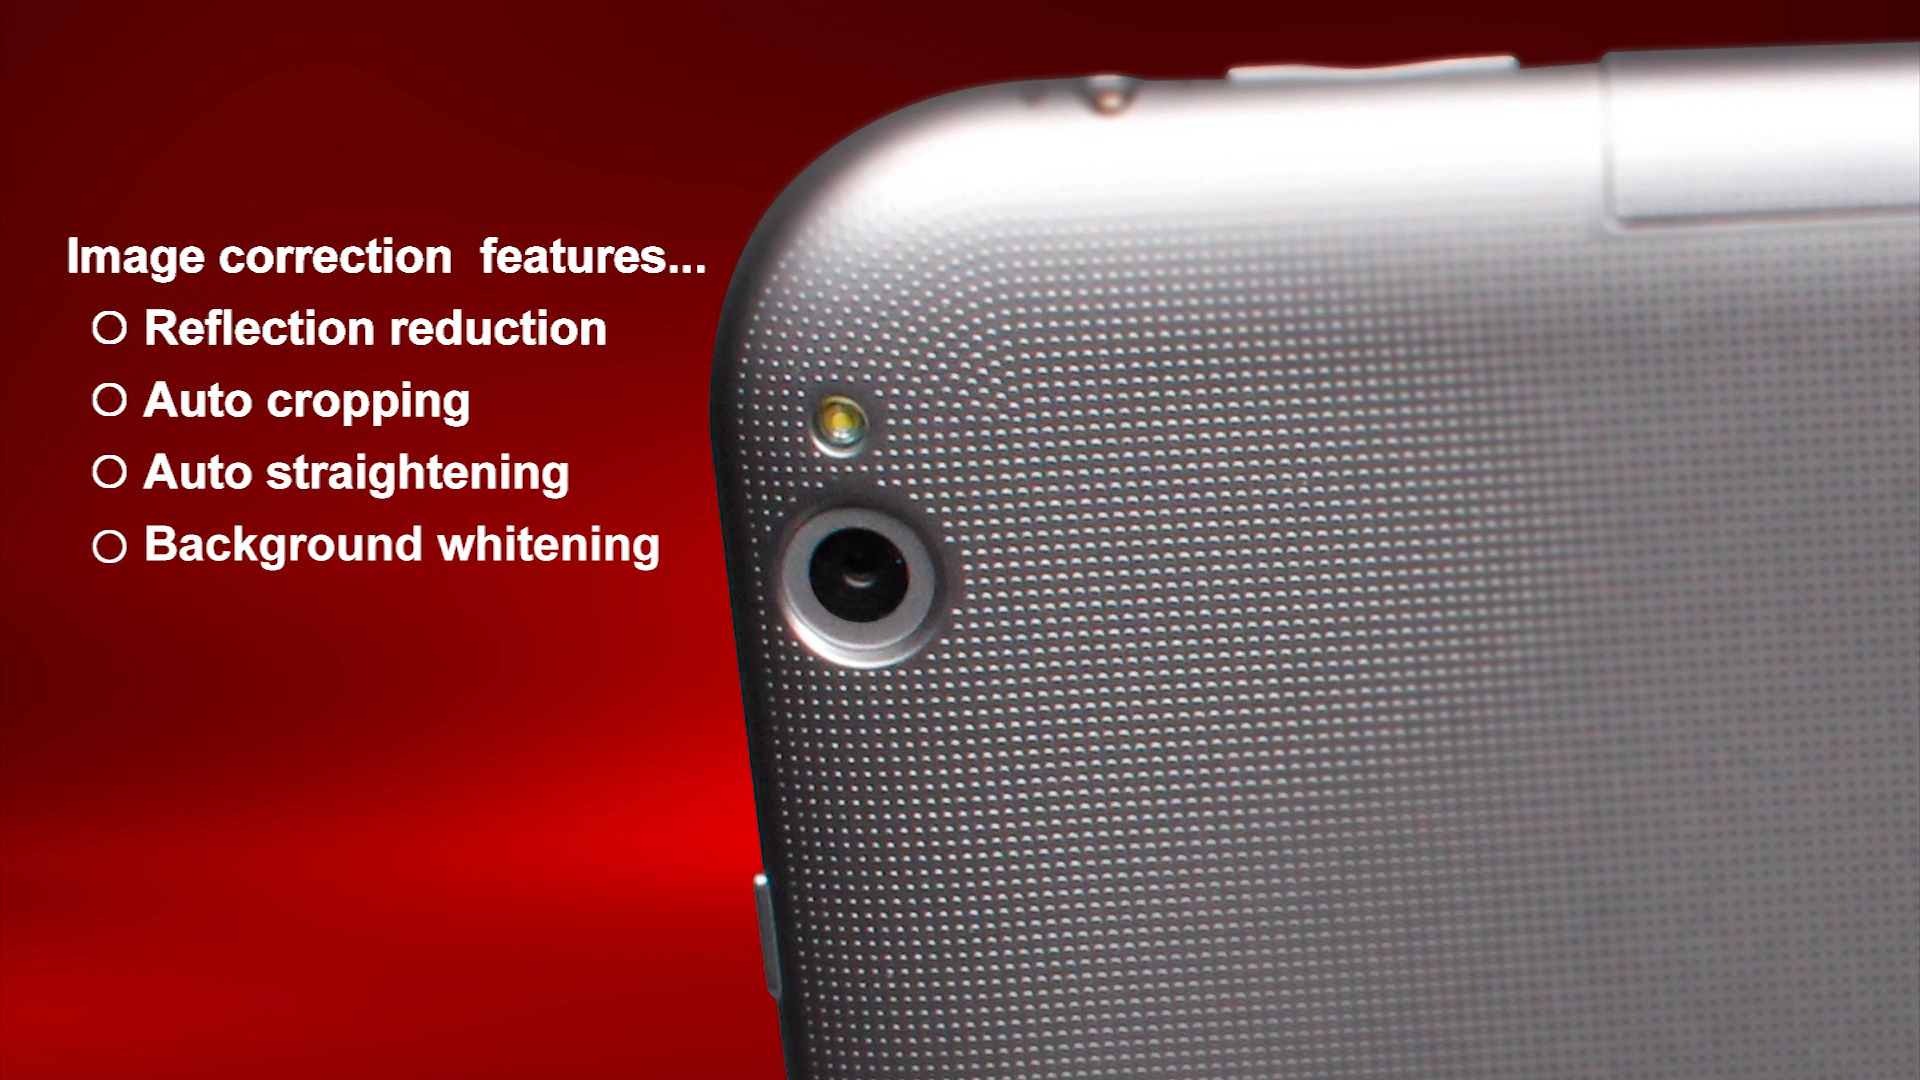 Image correction  features...
○ Reflection reduction
○ Auto cropping
○ Auto straightening
○ Background whitening